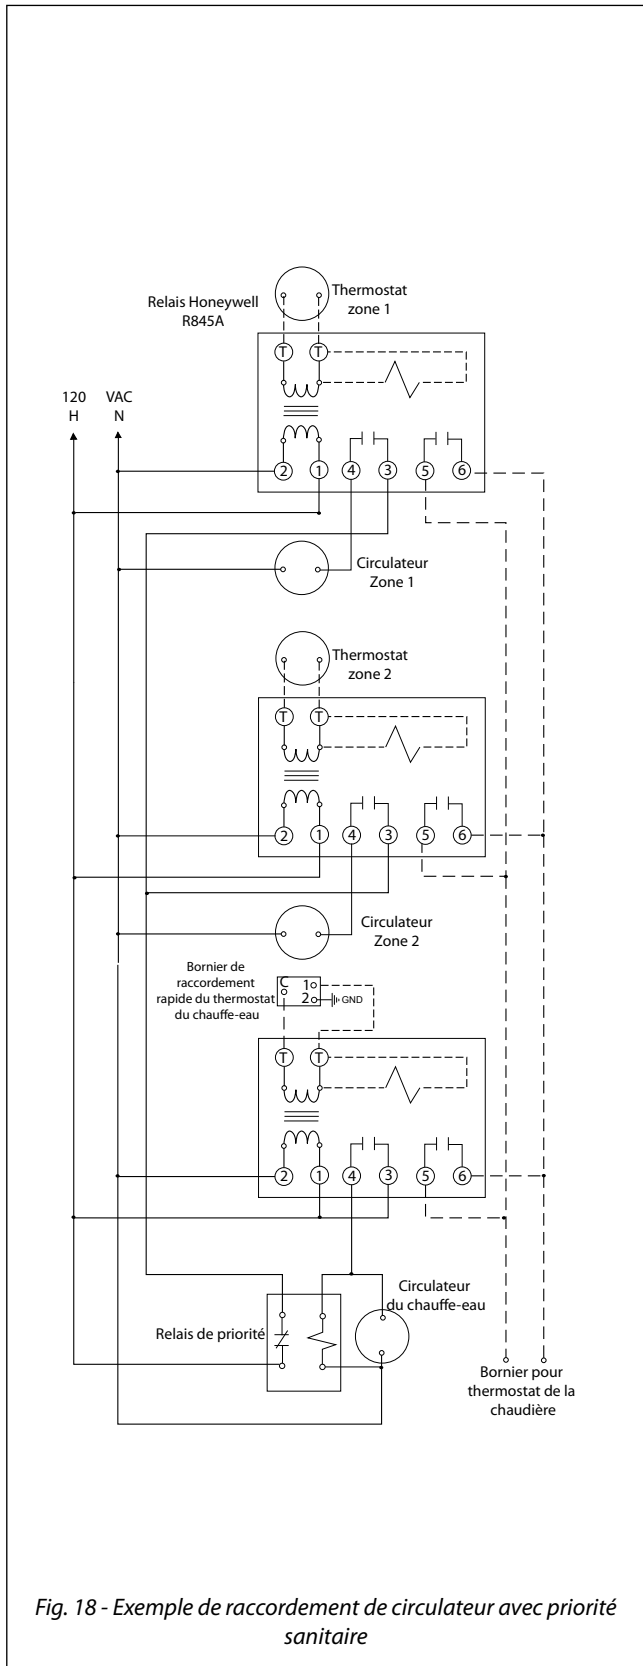 Thermostat
zone 1
Relais Honeywell
R845A
T T
120 VAC
H N
2 1 4 3 5 6
Circulateur
Zone 1
Thermostat
zone 2
T T
2 1 4 3 5 6
Circulateur
Zone 2
Bornier de
raccordement
rapide du thermostat
du chauffe-eau
C 1
2 GND
T T
2 1 4 3 5 6
Circulateur
du chauffe-eau
Relais de priorité
Bornier pour
thermostat de la
chaudière
Fig. 18 - Exemple de raccordement de circulateur avec priorité
sanitaire